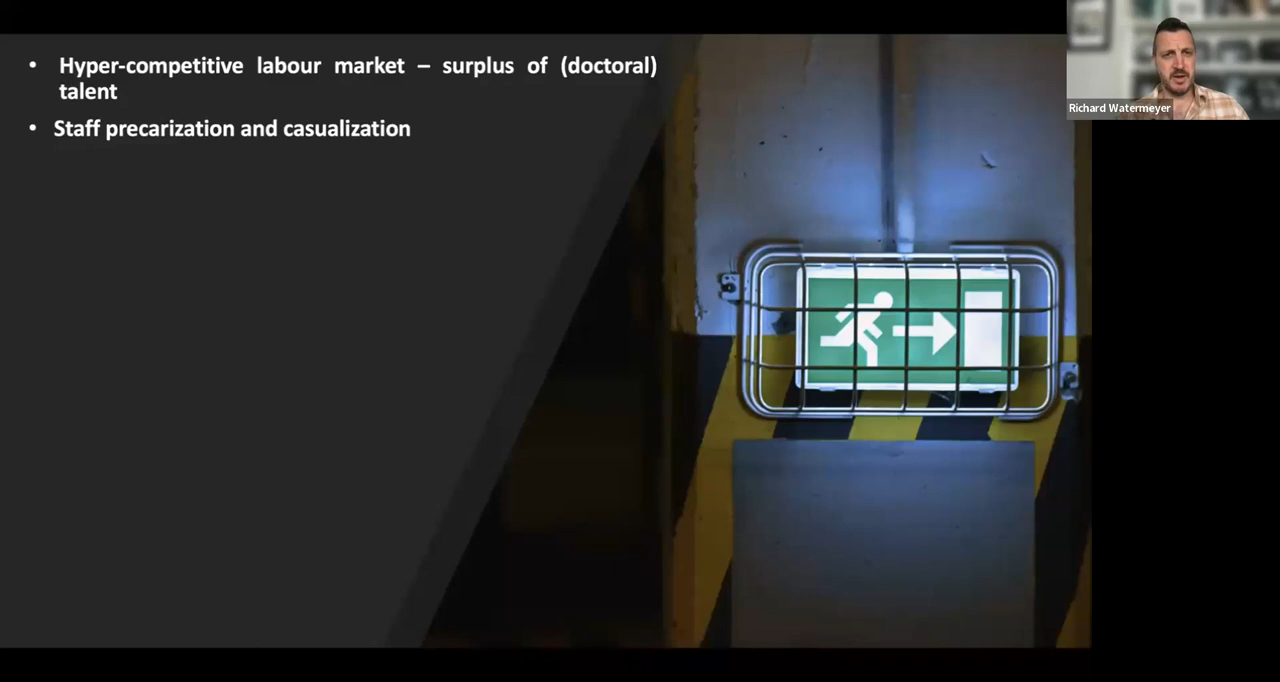 • Hyper-competitive labour market – surplus of (doctoral)
talent
• Staff precarization and casualization
Richard Watermeyer